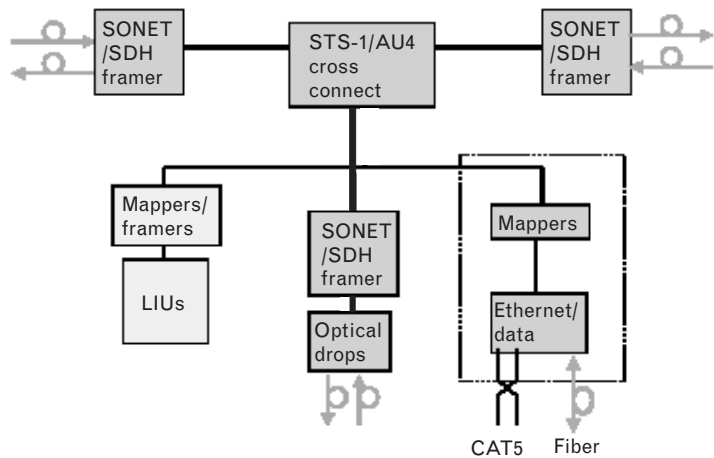 SONET
/SDH
framer
STS-1/AU4
cross
connect
SONET
/SDH
framer
Mappers/
framers
LIUs
SONET
/SDH
framer
Optical
drops
Mappers
Ethernet/
data
CAT5
Fiber